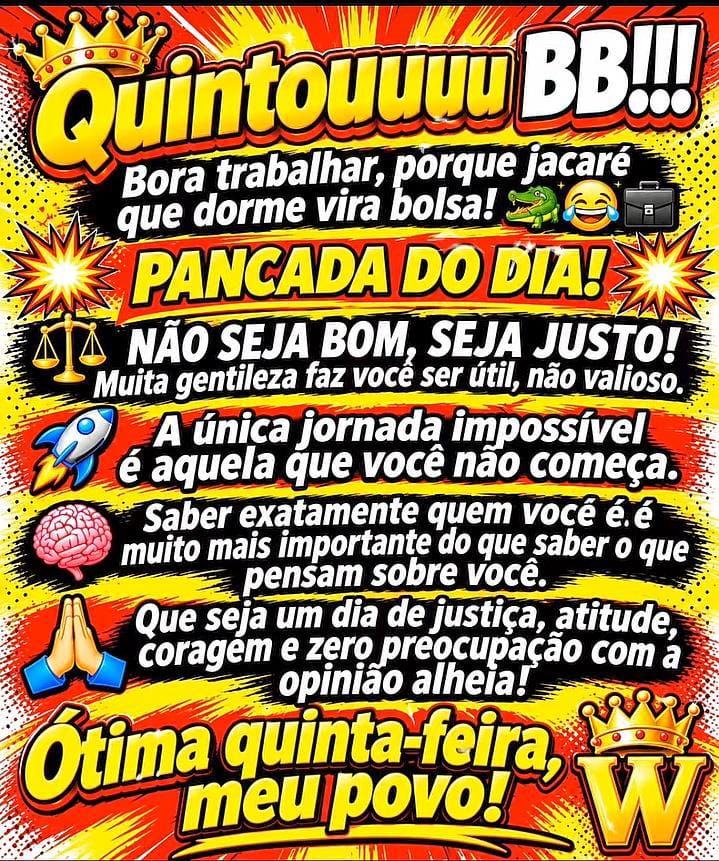 Quintouuuu BB!!!
Bora trabalhar, porque jacaré
que dorme vira bolsa! 🐊😂💼
PANCADA DO DIA!
NÃO SEJA BOM, SEJA JUSTO!
Muita gentileza faz você ser útil, não valioso.
A única jornada impossível
é aquela que você não começa.
Saber exatamente quem vocé é.é
muito mais importante do que saber o que
pensam sobre você.
Que seja um dia de justiça, atitude,
coragem e zero preocupação com a
opinião alheia!
Ótima quinta-feira,
meu povo!
W